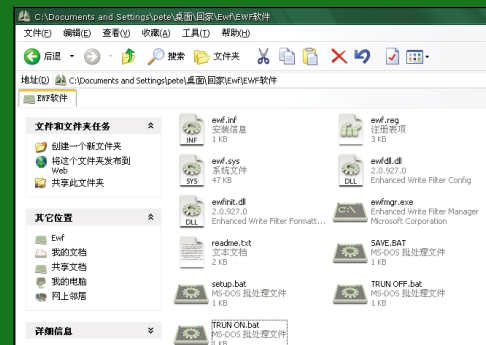 C:\Documents and Settings\pete\桌面\回家\Ewf\EWF软件
文件(F) 编辑(E) 查看(V) 收藏(A) 工具(T) 帮助(H)
后退 搜索 文件夹
地址(D) C:\Documents and Settings\pete\桌面\回家\Ewf\EWF软件
EWF软件
文件和文件夹任务
创建一个新文件夹
将这个文件夹发布到
Web
共享此文件夹
其它位置
Ewf
我的文档
共享文档
我的电脑
网上邻居
详细信息
ewf.inf
安装信息
1 KB
INF
ewf.reg
注册表项
3 KB
ewf.sys
系统文件
47 KB
SYS
ewfdll.dll
2.0.927.0
Enhanced Write Filter Config
DLL
ewfinit.dll
2.0.927.0
Enhanced Write Filter Formatt...
DLL
ewfmgr.exe
Enhanced Write Filter Manager
Microsoft Corporation
C:\
readme.txt
文本文档
2 KB
SAVE.BAT
MS-DOS 批处理文件
1 KB
setup.bat
MS-DOS 批处理文件
1 KB
TRUN OFF.bat
MS-DOS 批处理文件
1 KB
TRUN ON.bat
MS-DOS 批处理文件
1 KB